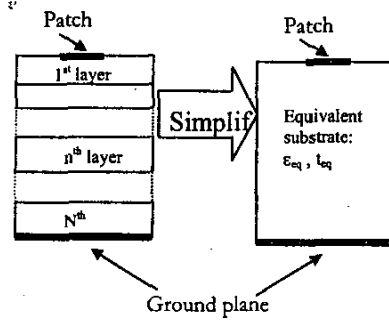 Patch
Patch
1st layer
Simplif
Equivalent
substrate:
εeq , teq
nth layer
Nth
Ground plane